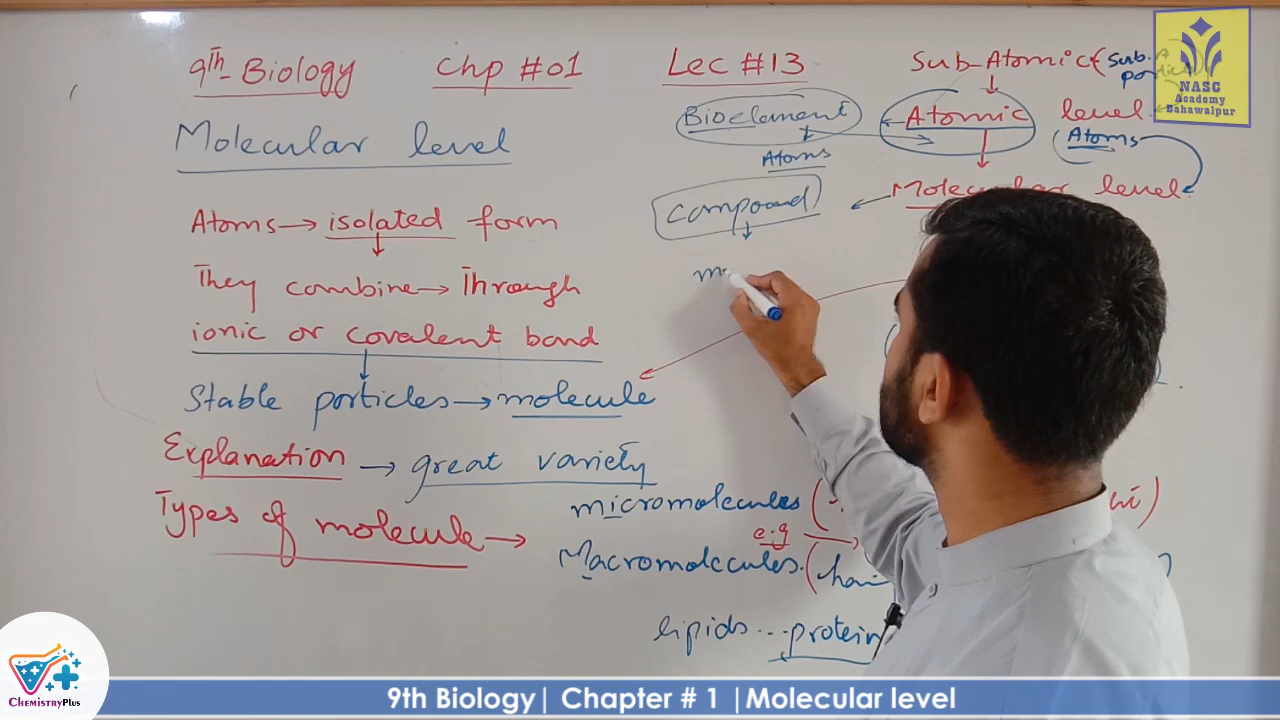 9th Biology Chp #01 Lec #13
Molecular level
Atoms → isolated form
They combine → Through
ionic or covalent bond
Stable particles → molecule
Explanation → great variety
Types of molecule →
micromolecules (
e.g
Macromolecules. (
lipids ... protein
Sub-Atomic (Sub.
Bioelement
Atomic level.
Atoms
(Atoms
Molecular level
Compound
NASC
Academy
Bahawalpur
ChemistryPlus
9th Biology| Chapter # 1 |Molecular level